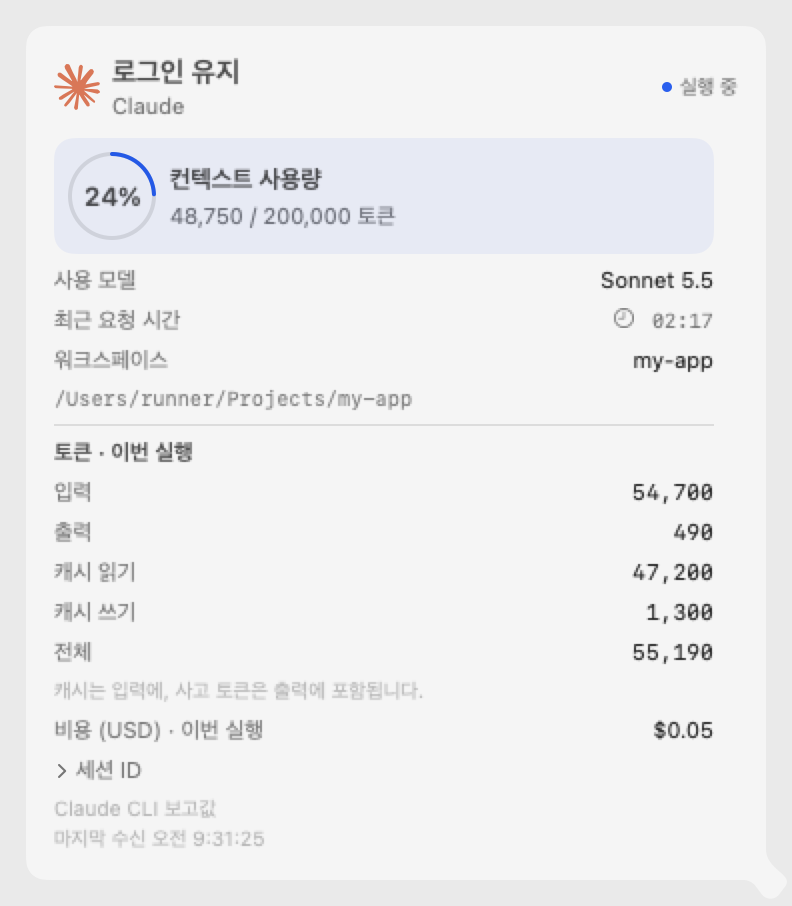 로그인 유지
Claude
실행 중
24%
컨텍스트 사용량
48,750 / 200,000 토큰
사용 모델 Sonnet 5.5
최근 요청 시간 02:17
워크스페이스 my-app
/Users/runner/Projects/my-app
토큰 · 이번 실행
입력 54,700
출력 490
캐시 읽기 47,200
캐시 쓰기 1,300
전체 55,190
캐시는 입력에, 사고 토큰은 출력에 포함됩니다.
비용 (USD) · 이번 실행 $0.05
세션 ID
Claude CLI 보고값
마지막 수신 오전 9:31:25